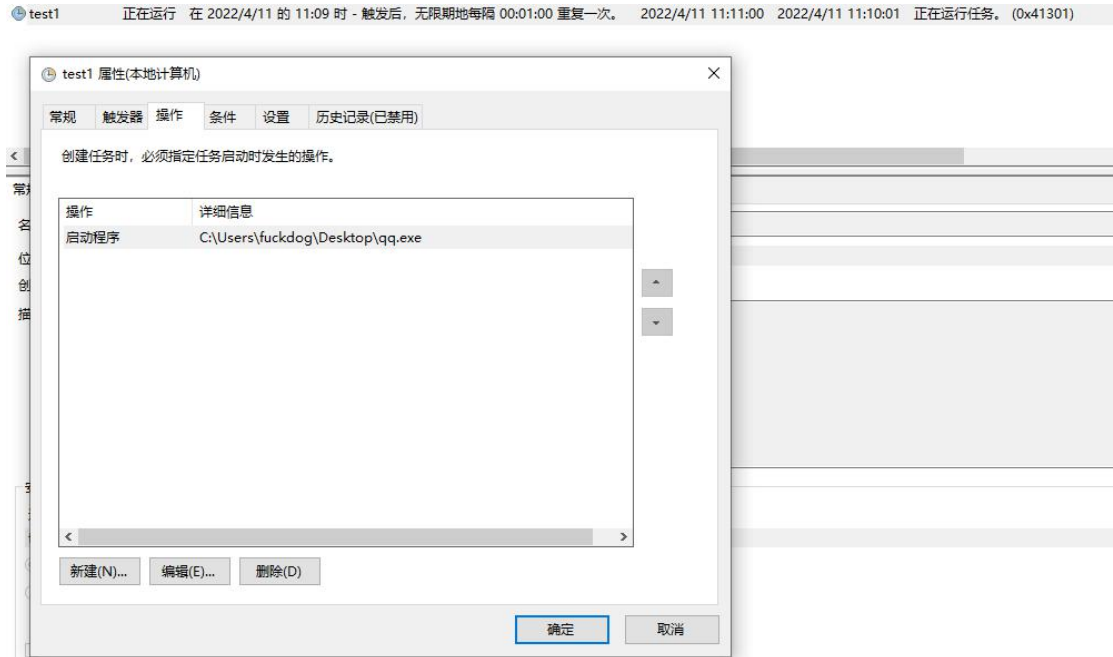 test1 正在运行 在 2022/4/11 的 11:09 时 - 触发后，无限期地每隔 00:01:00 重复一次。 2022/4/11 11:11:00 2022/4/11 11:10:01 正在运行任务。 (0x41301)
test1 属性(本地计算机)
常规 触发器 操作 条件 设置 历史记录(已禁用)
创建任务时，必须指定任务启动时发生的操作。
操作 详细信息
启动程序 C:\Users\fuckdog\Desktop\qq.exe
常
名
位
创
描
新建(N)... 编辑(E)... 删除(D)
确定 取消